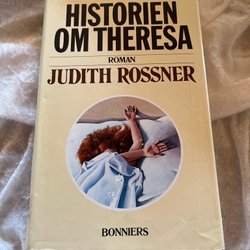 HISTORIEN
OM THERESA
ROMAN
JUDITH ROSSNER
BONNIERS